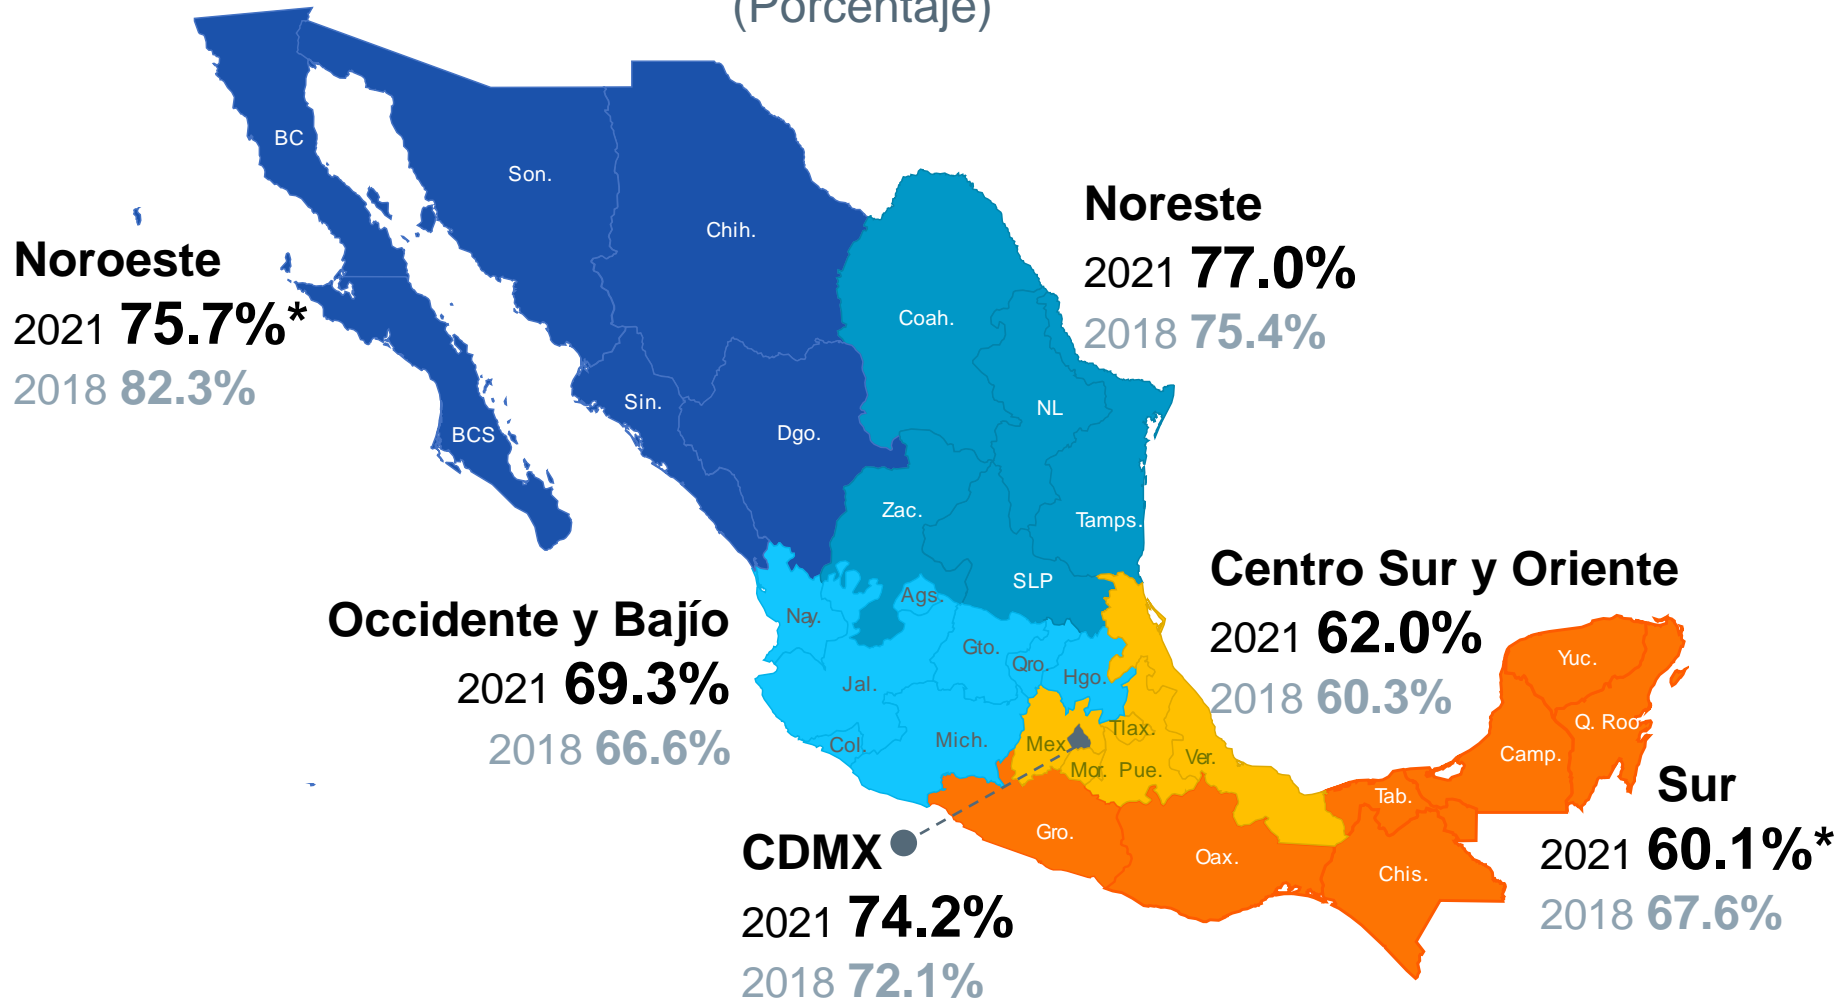 (Porcentaje)
BC
Son.
Chih.
Noreste
2021 77.0%
2018 75.4%
Noroeste
2021 75.7%*
2018 82.3%
Coah.
NL
Sin.
Dgo.
BCS
Zac.
Tamps.
SLP
Centro Sur y Oriente
2021 62.0%
2018 60.3%
Occidente y Bajío
2021 69.3%
2018 66.6%
Nay.
Ags.
Gto.
Qro.
Hgo.
Jal.
Col.
Mich.
Mex.
Tlax.
Mor.
Pue.
Ver.
Yuc.
Q. Roo
Camp.
Tab.
Gro.
Oax.
Chis.
Sur
2021 60.1%*
2018 67.6%
CDMX
2021 74.2%
2018 72.1%